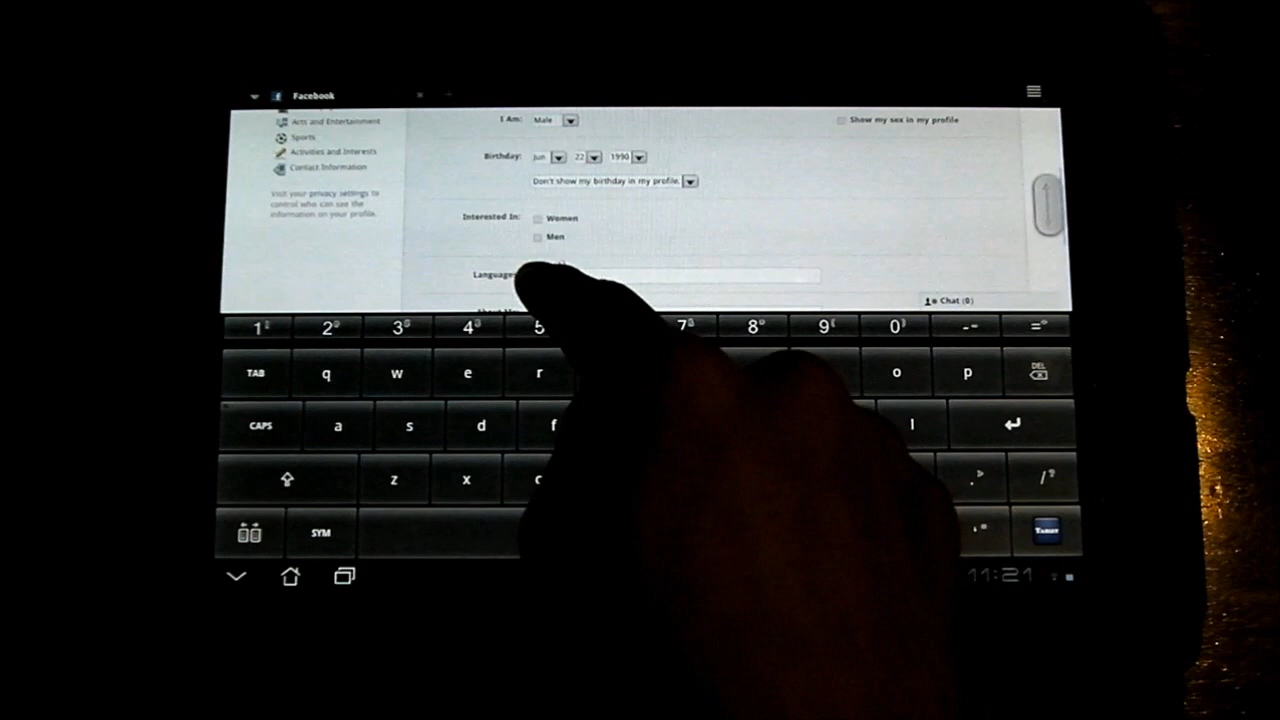 Facebook
Arts and Entertainment
Sports
Activities and Interests
Contact Information
Visit your privacy settings to
control who can see the
information on your profile.
I Am: Male
Show my sex in my profile
Birthday: Jun 22 1990
Don't show my birthday in my profile.
Interested In: Women
Men
Languages
Chat (0)
1 2 3 4 5 7 8 9 0 - =
TAB q w e r o p DEL
CAPS a s d f l
z x c . /
SYM
11:21